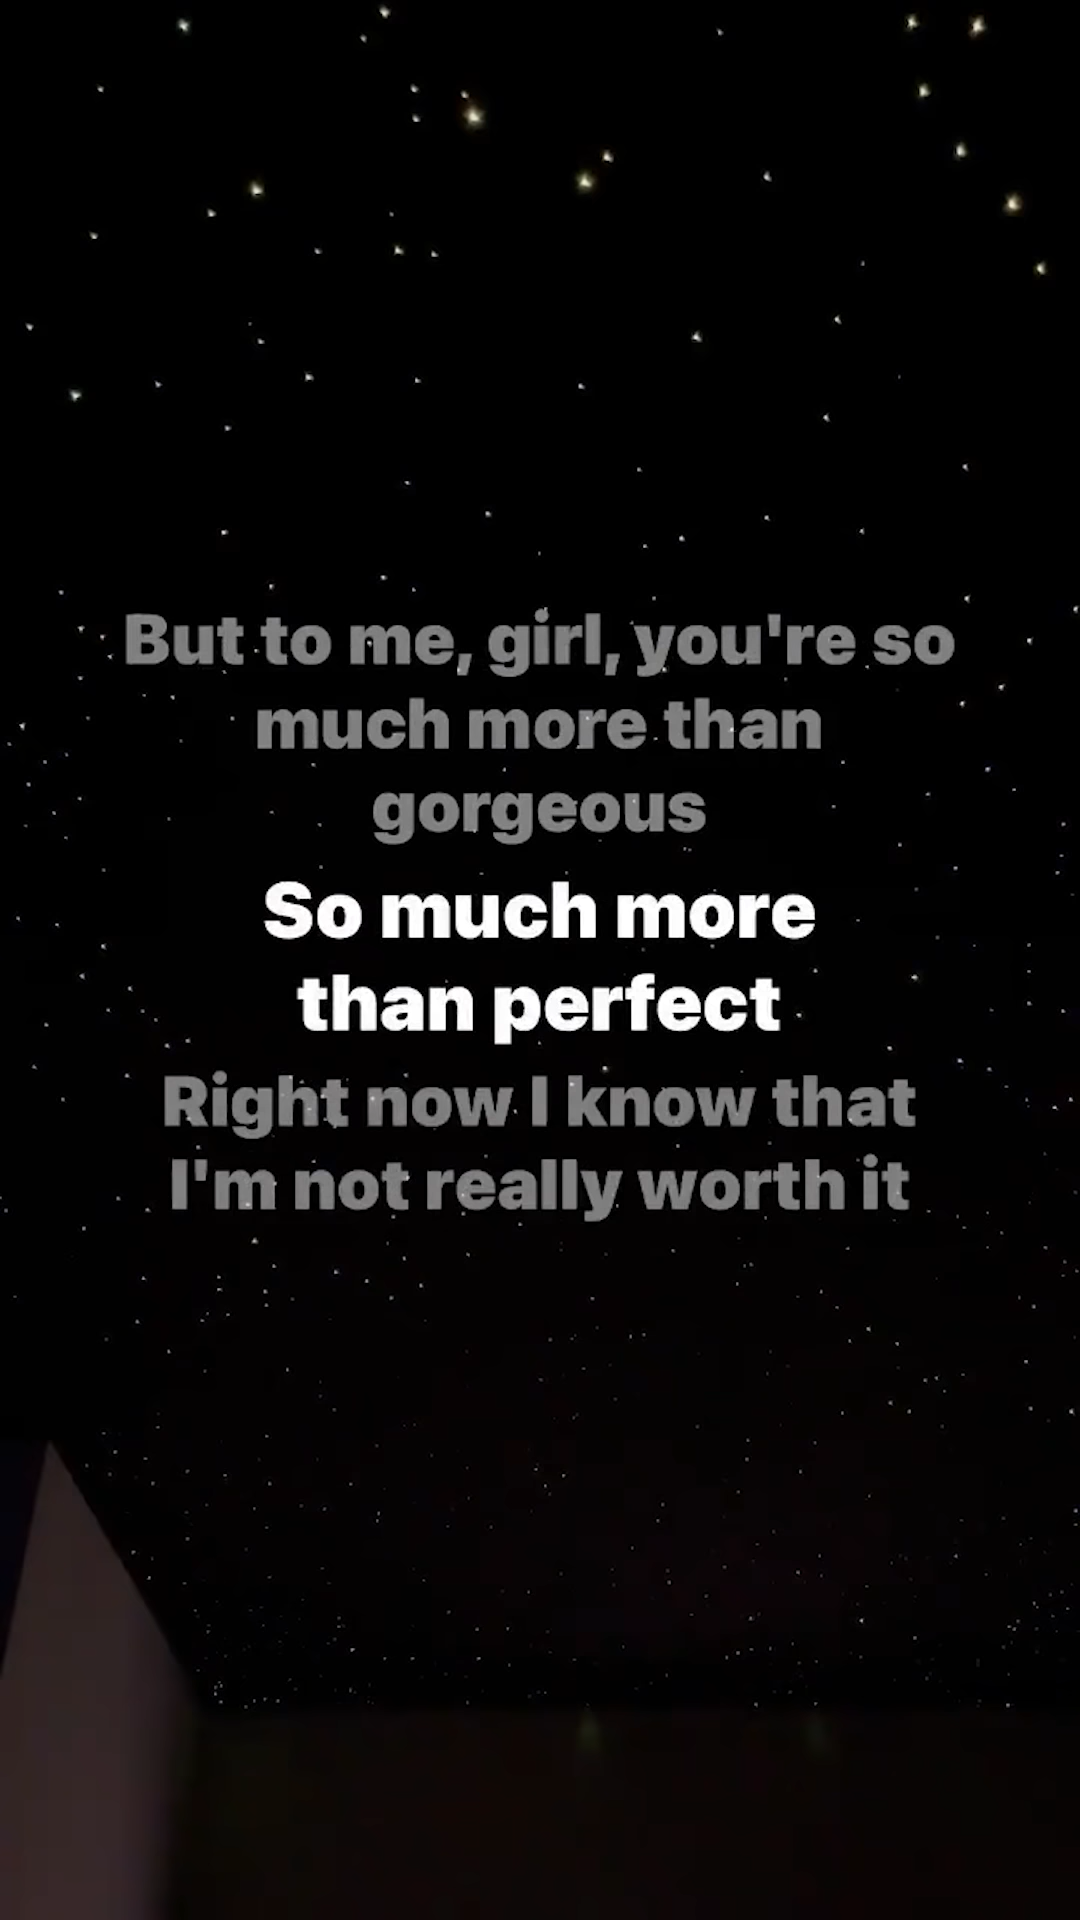 But to me, girl, you're so
much more than
gorgeous
So much more
than perfect
Right now I know that
I'm not really worth it